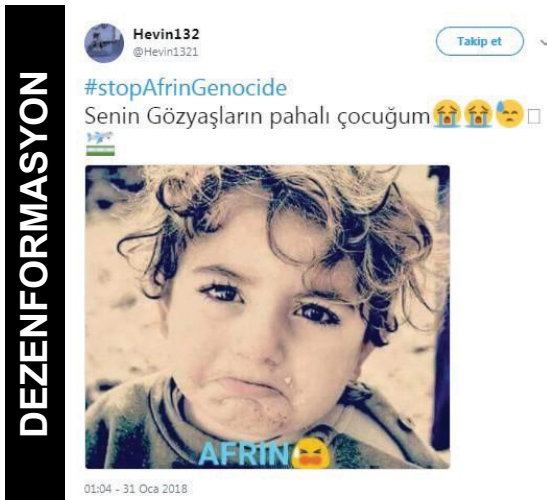 DEZENFORMASYON
Hevin132
@Hevin1321
Takip et
#stopAfrinGenocide
Senin Gözyaşların pahalı çocuğum😭😭😓
AFRIN
01:04 - 31 Oca 2018